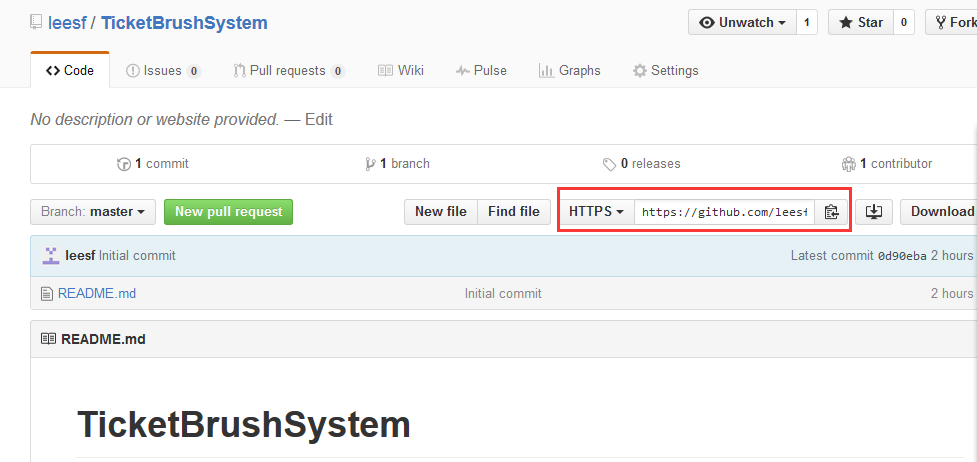 leesf / TicketBrushSystem Unwatch 1 Star 0 Fork
Code Issues 0 Pull requests 0 Wiki Pulse Graphs Settings
No description or website provided. — Edit
1 commit 1 branch 0 releases 1 contributor
Branch: master New pull request New file Find file HTTPS https://github.com/leesf Download
leesf Initial commit Latest commit 0d90eba 2 hours
README.md Initial commit 2 hours
README.md
TicketBrushSystem